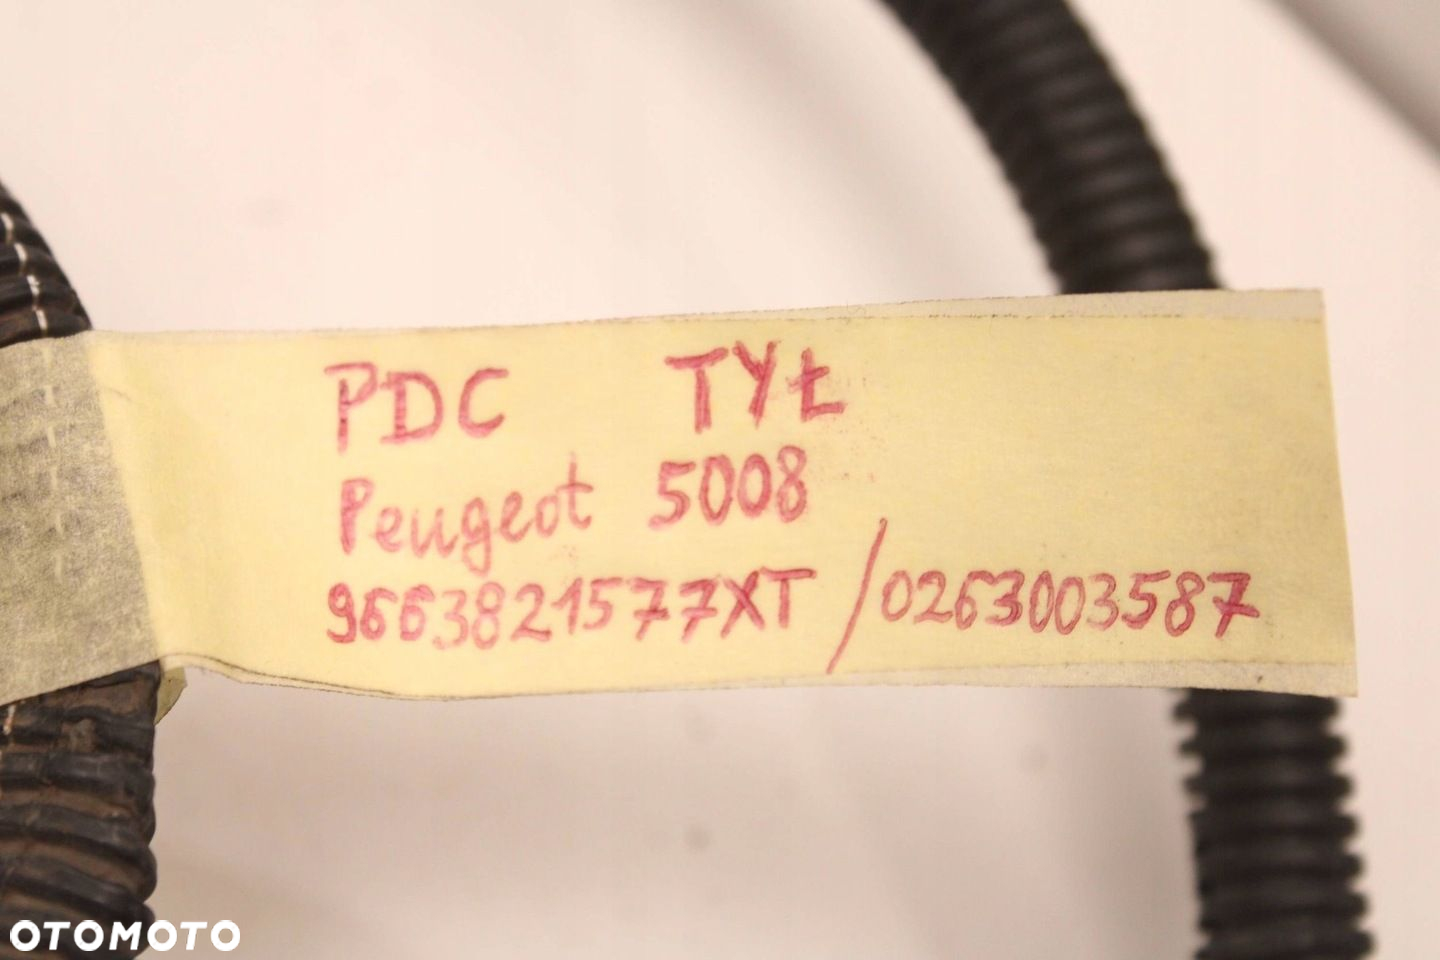 PDC TYŁ
Peugeot 5008
9663821577XT/0263003587
OTOMOTO